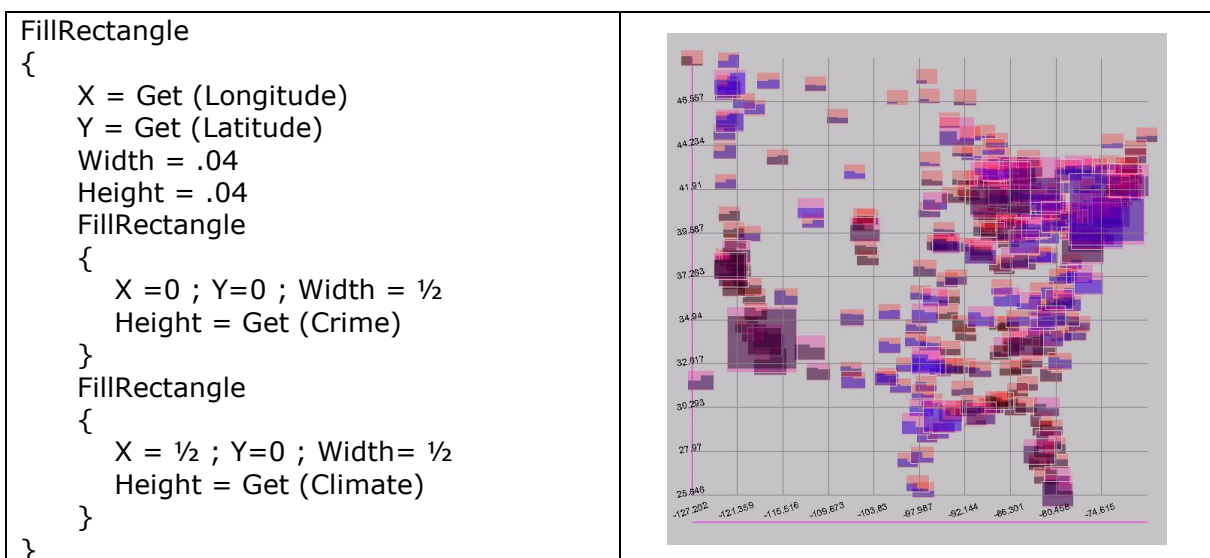 FillRectangle
{
X = Get (Longitude)
Y = Get (Latitude)
Width = .04
Height = .04
FillRectangle
{
X =0 ; Y=0 ; Width = ½
Height = Get (Crime)
}
FillRectangle
{
X = ½ ; Y=0 ; Width= ½
Height = Get (Climate)
}
}
46.557
44.234
41.91
39.587
37.263
34.94
32.617
30.293
27.97
25.646
-127.202 -121.359 -115.516 -109.673 -103.83 -97.987 -92.144 -86.301 -80.458 -74.615